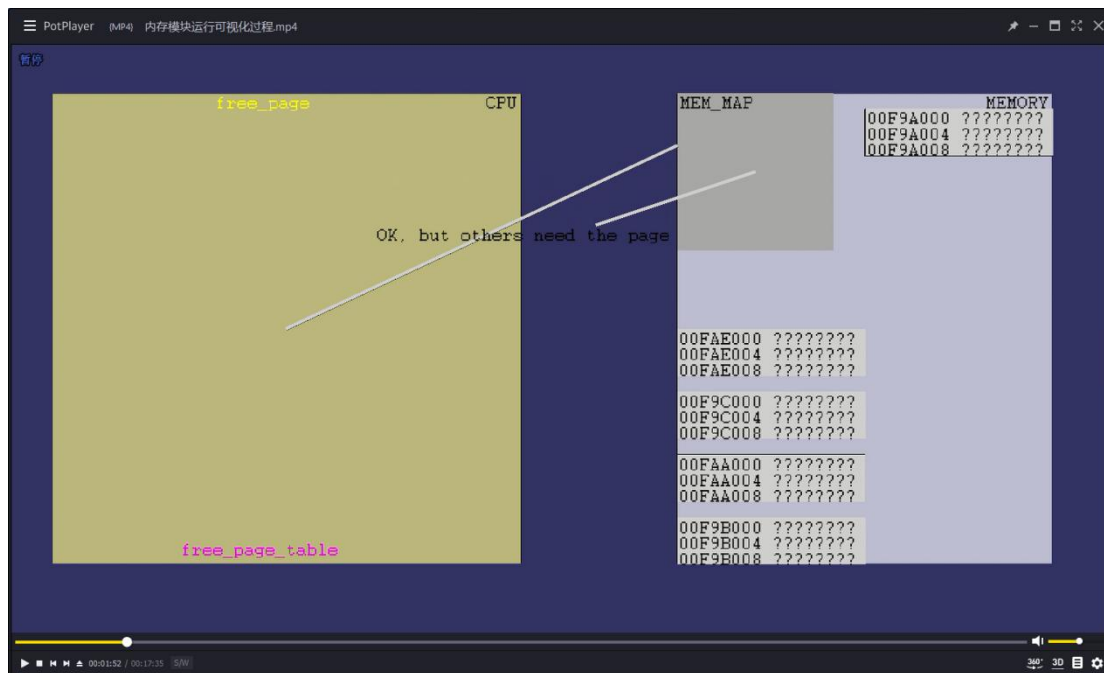 PotPlayer (MP4) 内存模块运行可视化过程.mp4
暂停
free_page CPU
MEM_MAP MEMORY
00F9A000 ????????
00F9A004 ????????
00F9A008 ????????
OK, but others need the page
00FAE000 ????????
00FAE004 ????????
00FAE008 ????????
00F9C000 ????????
00F9C004 ????????
00F9C008 ????????
00FAA000 ????????
00FAA004 ????????
00FAA008 ????????
00F9B000 ????????
00F9B004 ????????
00F9B008 ????????
free_page_table
00:01:52 / 00:17:35 S/W
360° 3D